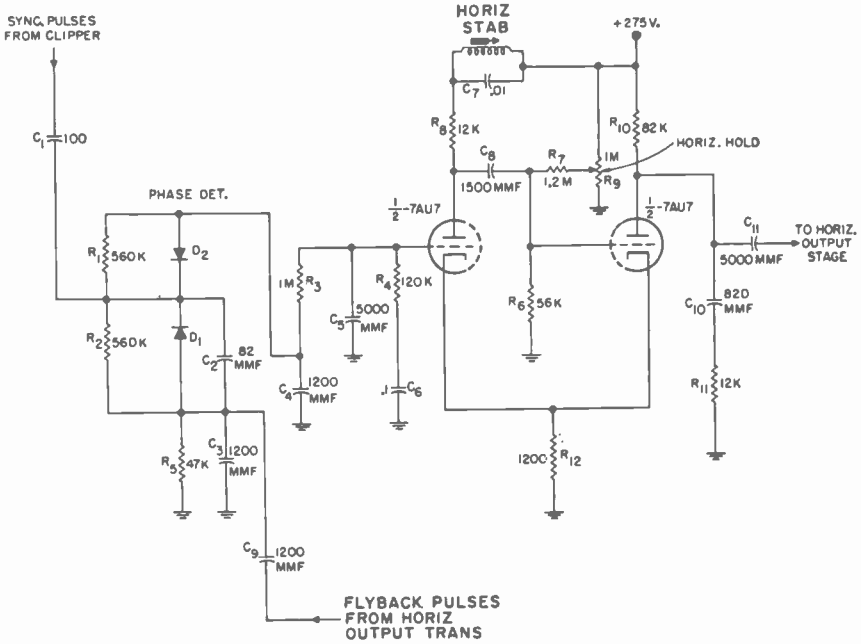 HORIZ
STAB
SYNC. PULSES
FROM CLIPPER
+275V.
C7 .01
R8 12K
R10 82K
C1 100
C8
1500MMF
R7
1.2M
1M
R9
HORIZ. HOLD
PHASE DET.
1/2-7AU7
1/2-7AU7
R1 560K
D2
C11
5000MMF
TO HORIZ.
OUTPUT
STAGE
1M R3
R4 120K
C5 5000
MMF
R6 56K
C10 820
MMF
R2 560K
D1
C2 82
MMF
C4 1200
MMF
.1 C6
R11 12K
R5 47K
C3 1200
MMF
1200 R12
C9 1200
MMF
FLYBACK PULSES
FROM HORIZ
OUTPUT TRANS